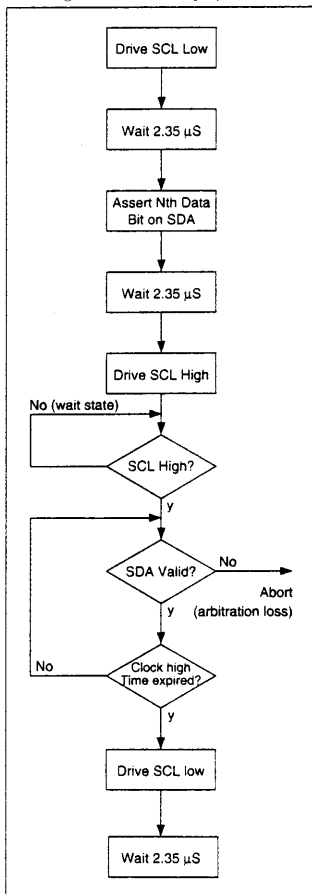 Drive SCL Low
Wait 2.35 µS
Assert Nth Data
Bit on SDA
Wait 2.35 µS
Drive SCL High
No (wait state)
SCL High?
y
SDA Valid?
No
Abort
(arbitration loss)
y
No
Clock high
Time expired?
y
Drive SCL low
Wait 2.35 µS